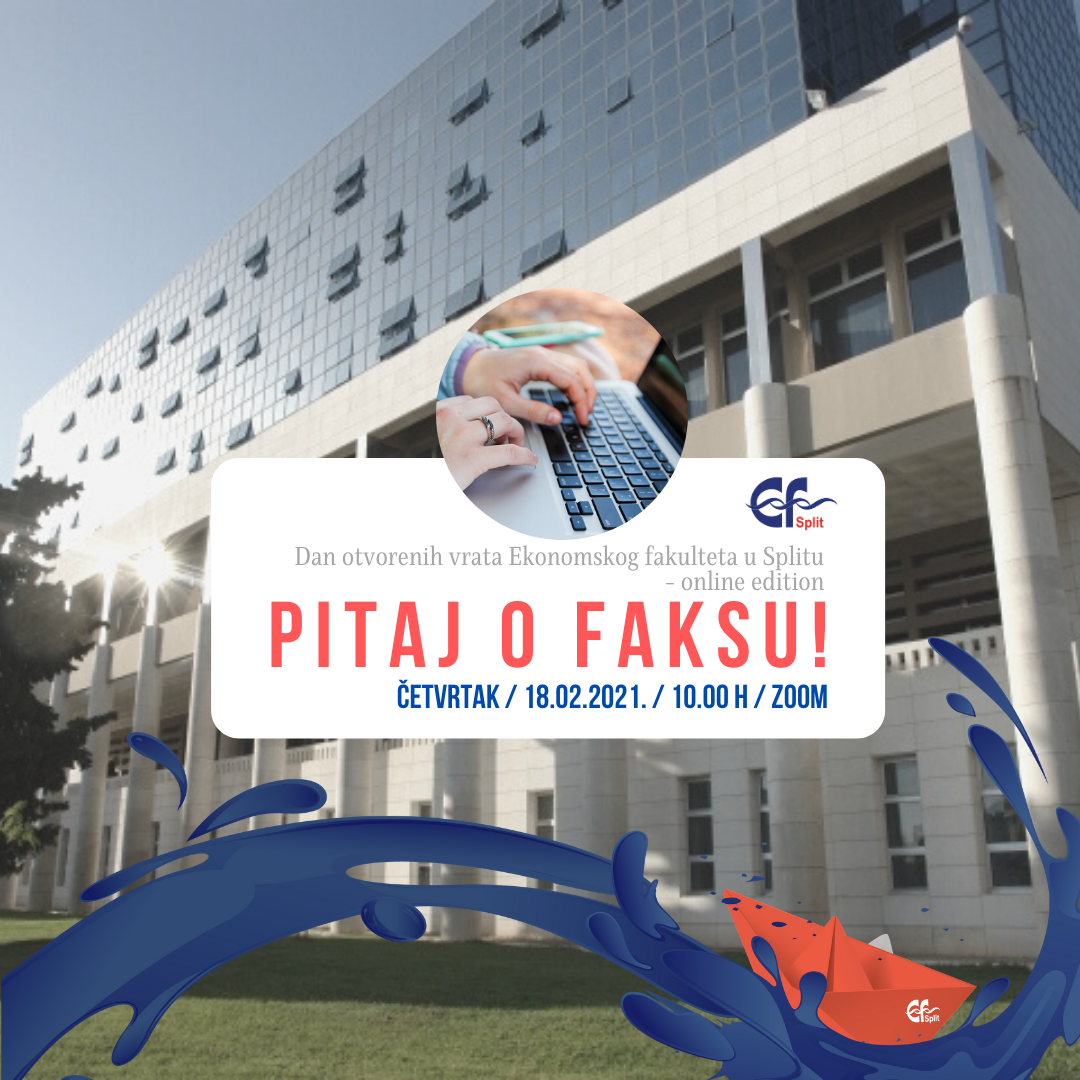 EF
Split
Dan otvorenih vrata Ekonomskog fakulteta u Splitu
- online edition
PITAJ O FAKSU!
ČETVRTAK / 18.02.2021. / 10.00 H / ZOOM
EF
Split